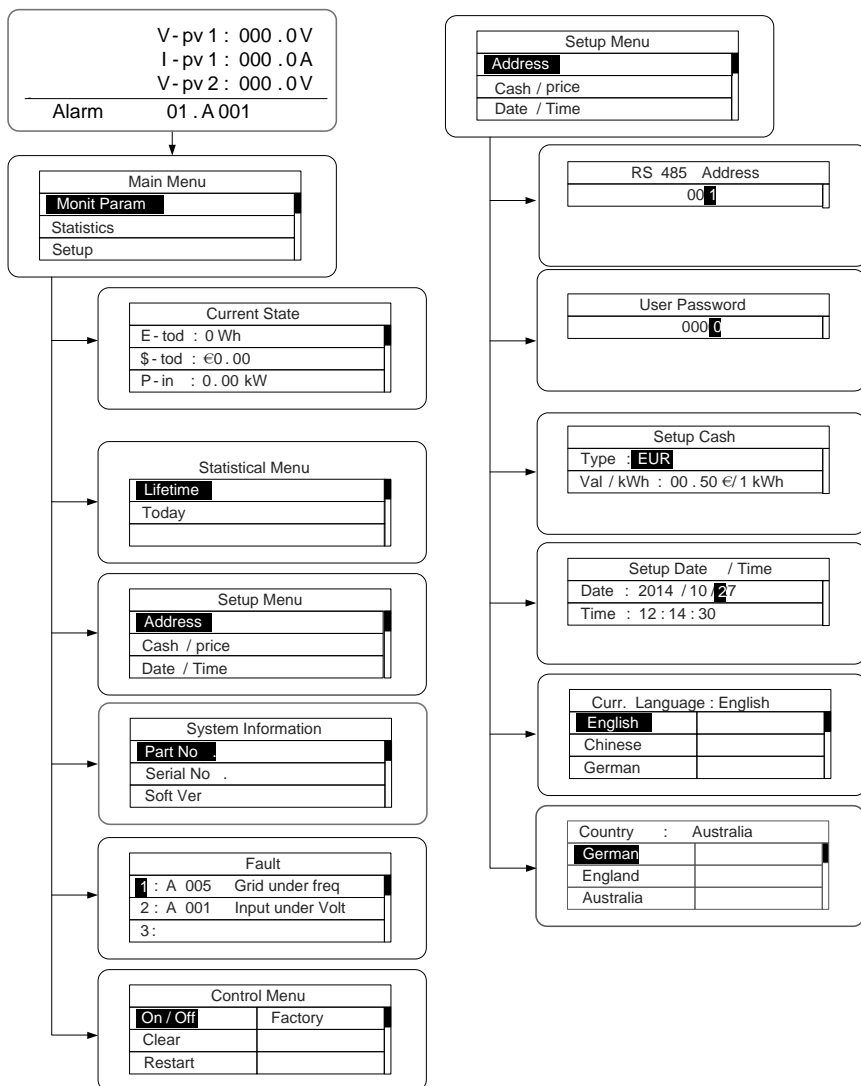 V-pv1: 000.0V
I-pv1: 000.0A
V-pv2: 000.0V
Alarm 01.A001
Main Menu
Monit Param
Statistics
Setup
Current State
E-tod : 0 Wh
$-tod : €0.00
P-in : 0.00 kW
Statistical Menu
Lifetime
Today
Setup Menu
Address
Cash / price
Date / Time
System Information
Part No .
Serial No .
Soft Ver
Fault
1 : A 005 Grid under freq
2 : A 001 Input under Volt
3 :
Control Menu
On / Off Factory
Clear
Restart
Setup Menu
Address
Cash / price
Date / Time
RS 485 Address
001
User Password
0000
Setup Cash
Type : EUR
Val / kWh : 00.50 €/1 kWh
Setup Date / Time
Date : 2014 / 10 / 27
Time : 12 : 14 : 30
Curr. Language : English
English
Chinese
German
Country : Australia
German
England
Australia